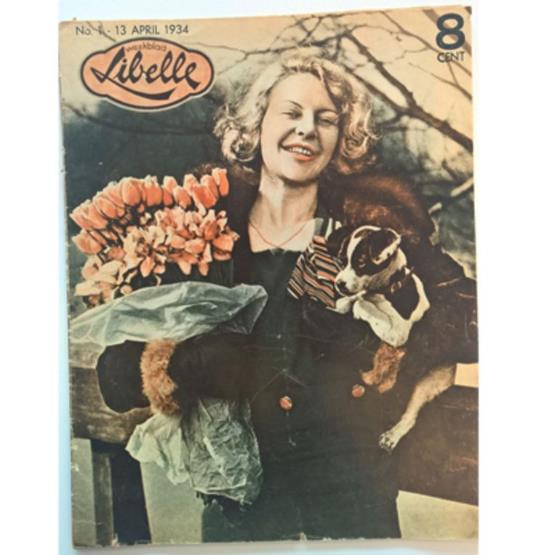 No. 1 - 13 APRIL 1934
weekblad
Libelle
8
CENT